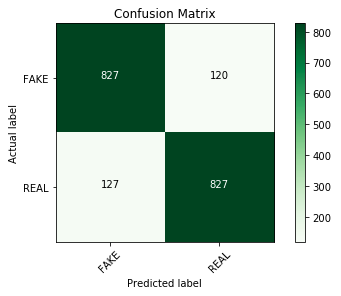 Confusion Matrix
FAKE
827
120
REAL
127
827
Actual label
FAKE
REAL
Predicted label
800
700
600
500
400
300
200